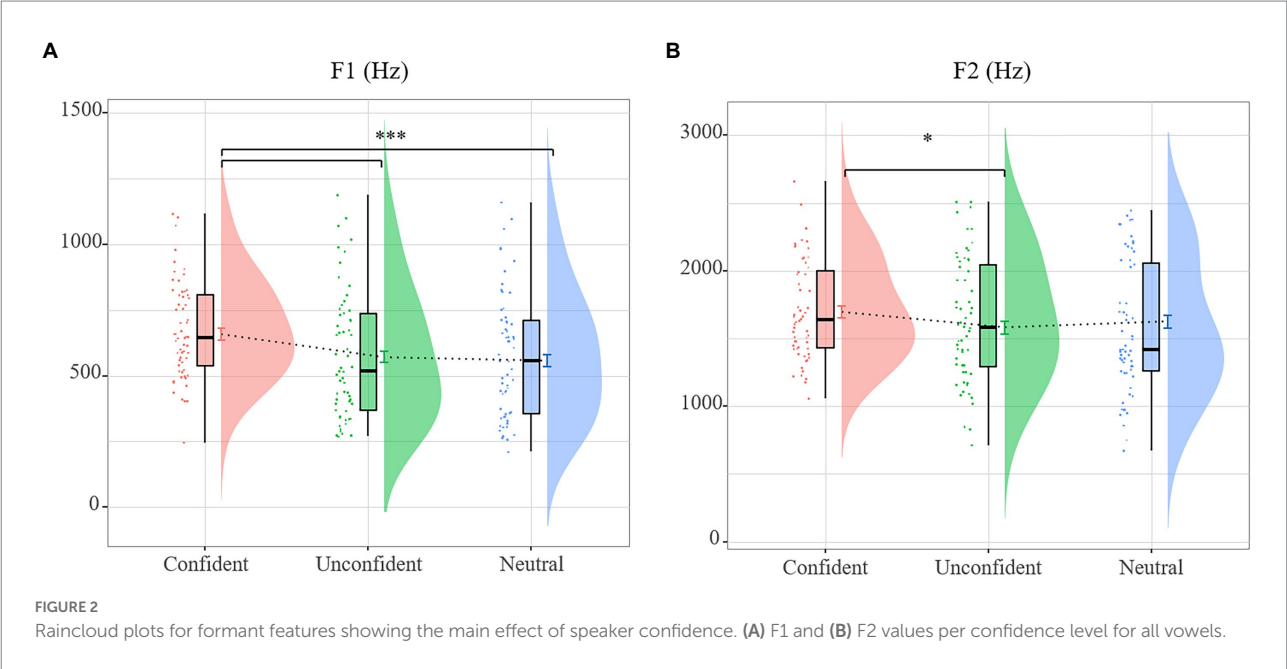 A
F1 (Hz)
1500
1000
500
0
***
Confident
Unconfident
Neutral
B
F2 (Hz)
3000
2000
1000
0
*
Confident
Unconfident
Neutral
FIGURE 2
Raincloud plots for formant features showing the main effect of speaker confidence. (A) F1 and (B) F2 values per confidence level for all vowels.